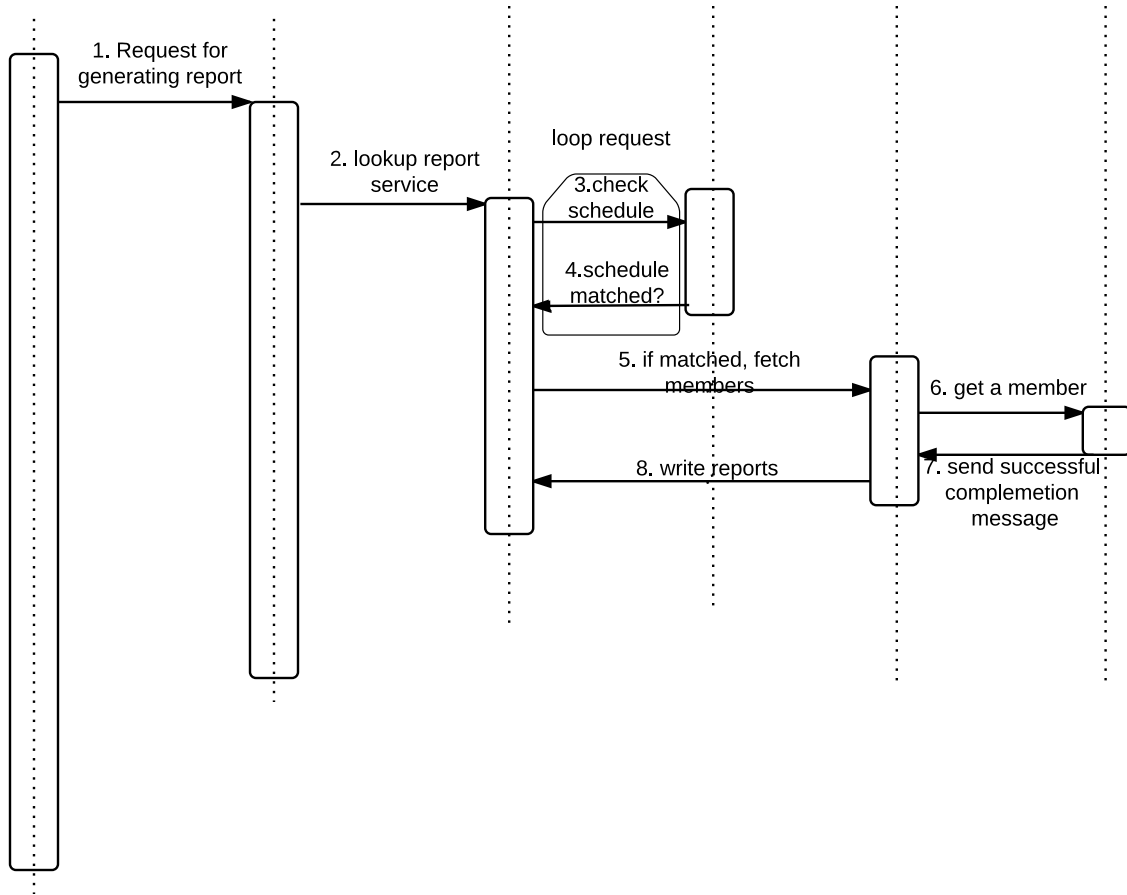 1. Request for
generating report
2. lookup report
service
loop request
3.check
schedule
4.schedule
matched?
5. if matched, fetch
members
6. get a member
7. send successful
complemetion
message
8. write reports